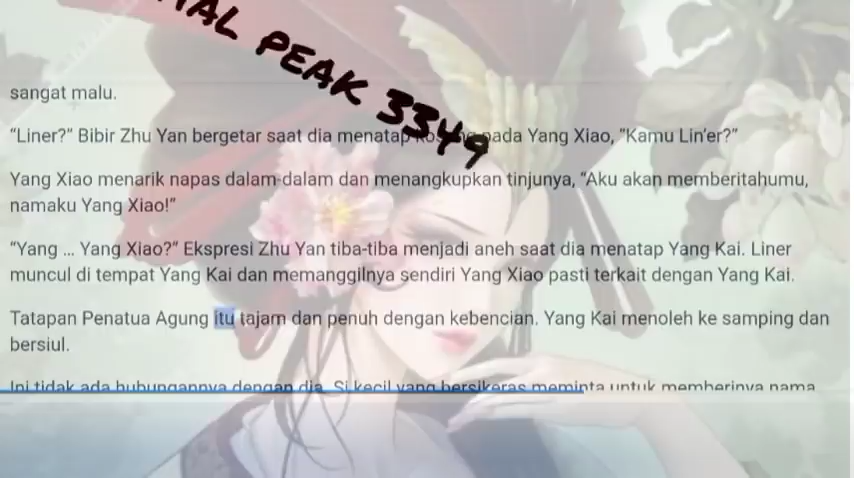 PEAK 3349
sangat malu.
“Liner?” Bibir Zhu Yan bergetar saat dia menatap pada Yang Xiao, “Kamu Lin’er?”
Yang Xiao menarik napas dalam-dalam dan menangkupkan tinjunya, “Aku akan memberitahumu,
namaku Yang Xiao!”
“Yang ... Yang Xiao?” Ekspresi Zhu Yan tiba-tiba menjadi aneh saat dia menatap Yang Kai. Liner
muncul di tempat Yang Kai dan memanggilnya sendiri Yang Xiao pasti terkait dengan Yang Kai.
Tatapan Penatua Agung itu tajam dan penuh dengan kebencian. Yang Kai menoleh ke samping dan
bersiul.
Ini tidak ada hubungannya dengan dia. Si kecil yang bersikeras meminta untuk memberinya nama